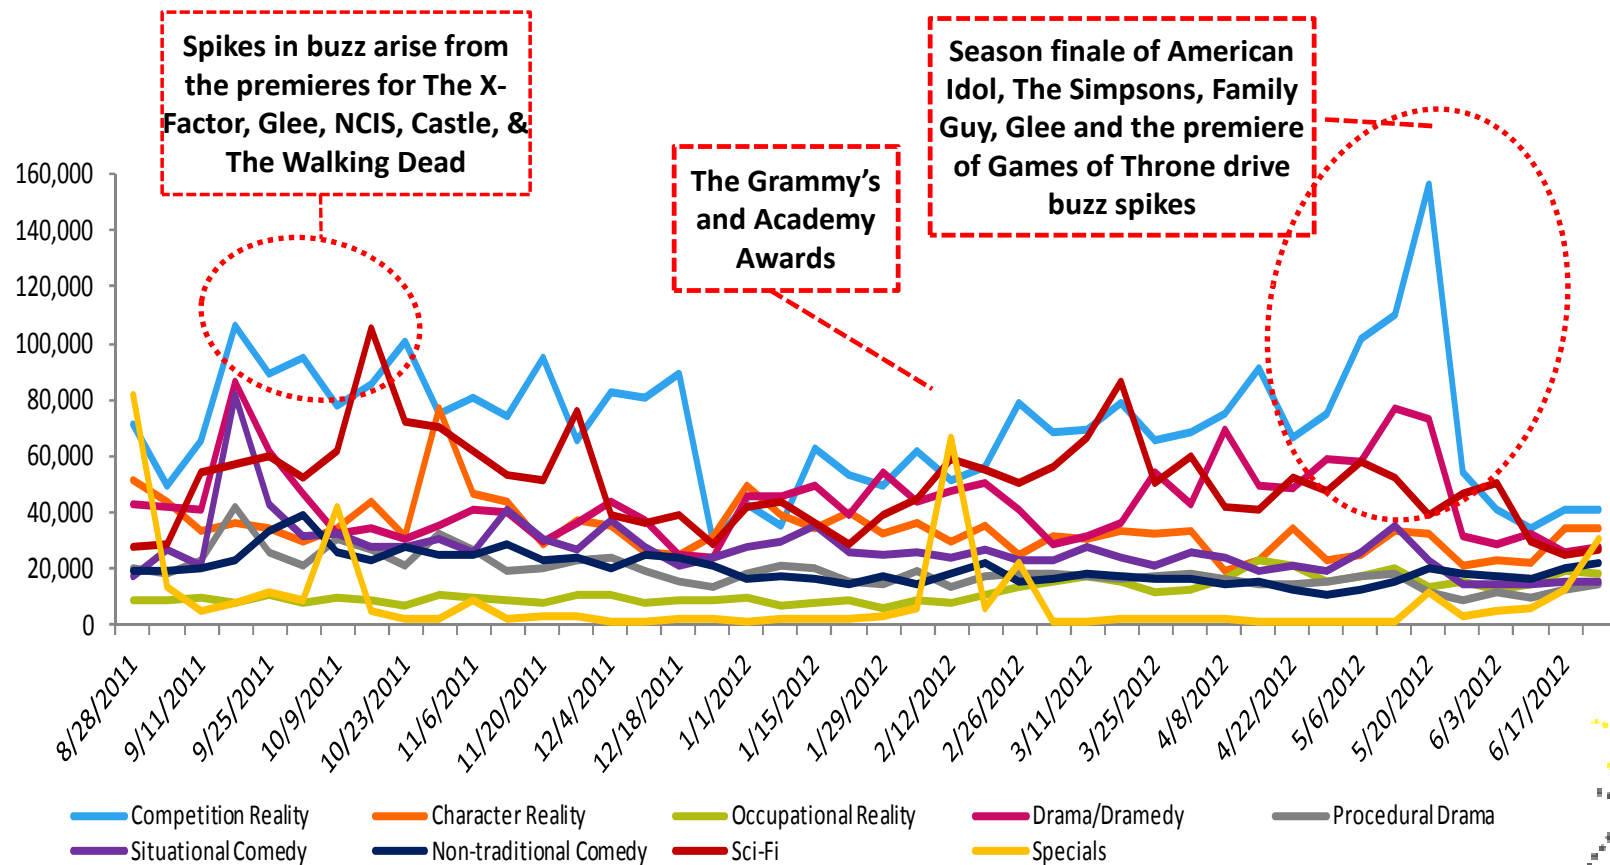 Spikes in buzz arise from
the premieres for The X-
Factor, Glee, NCIS, Castle, &
The Walking Dead
The Grammy’s
and Academy
Awards
Season finale of American
Idol, The Simpsons, Family
Guy, Glee and the premiere
of Games of Throne drive
buzz spikes
160,000
140,000
120,000
100,000
80,000
60,000
40,000
20,000
0
8/28/2011
9/11/2011
9/25/2011
10/9/2011
10/23/2011
11/6/2011
11/20/2011
12/4/2011
12/18/2011
1/1/2012
1/15/2012
1/29/2012
2/12/2012
2/26/2012
3/11/2012
3/25/2012
4/8/2012
4/22/2012
5/6/2012
5/20/2012
6/3/2012
6/17/2012
Competition Reality
Character Reality
Occupational Reality
Drama/Dramedy
Procedural Drama
Situational Comedy
Non-traditional Comedy
Sci-Fi
Specials